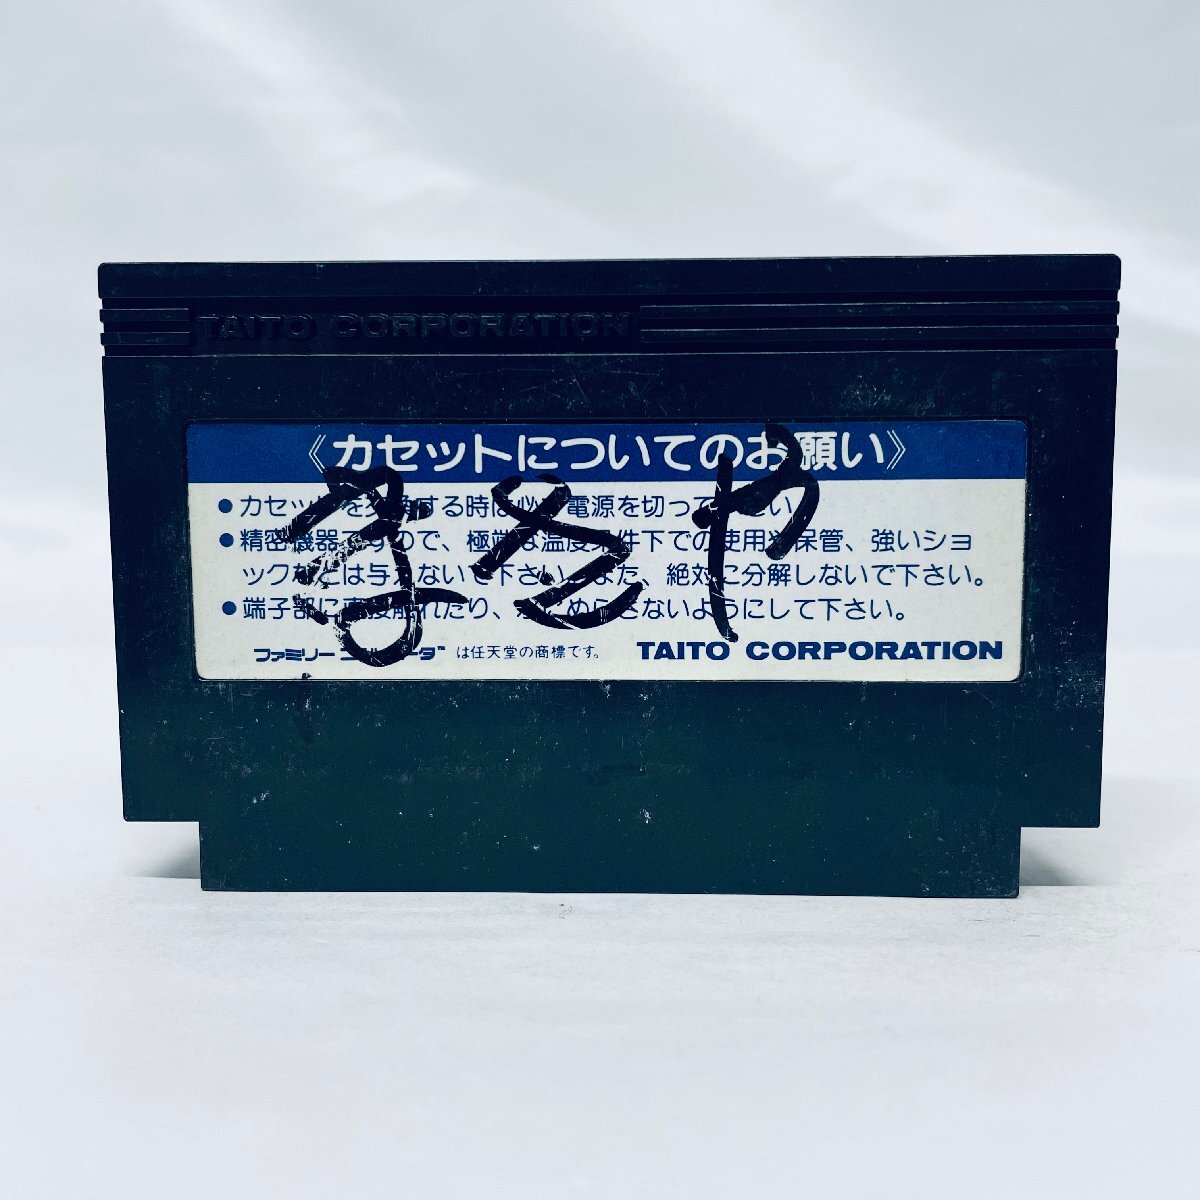 TAITO CORPORATION
《カセットについてのお願い》
●カセットを交換する時は必ず電源を切って下さい。
●精密機器ですので、極端な温度条件下での使用や保管、強いショ
ックなどは与えないで下さい。また、絶対に分解しないで下さい。
●端子部に直接触れたり、水にぬらさないようにして下さい。
ファミリーコンピュータ™ は任天堂の商標です。 TAITO CORPORATION